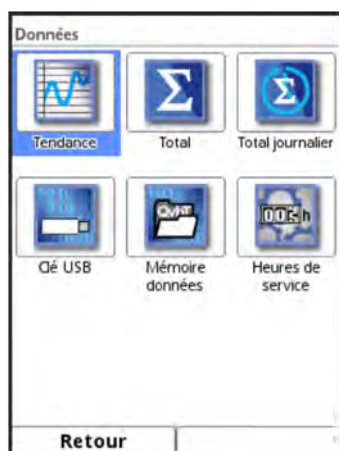 Données
Tendance
Total
Total journalier
Clé USB
Mémoire
données
Heures de
service
Retour